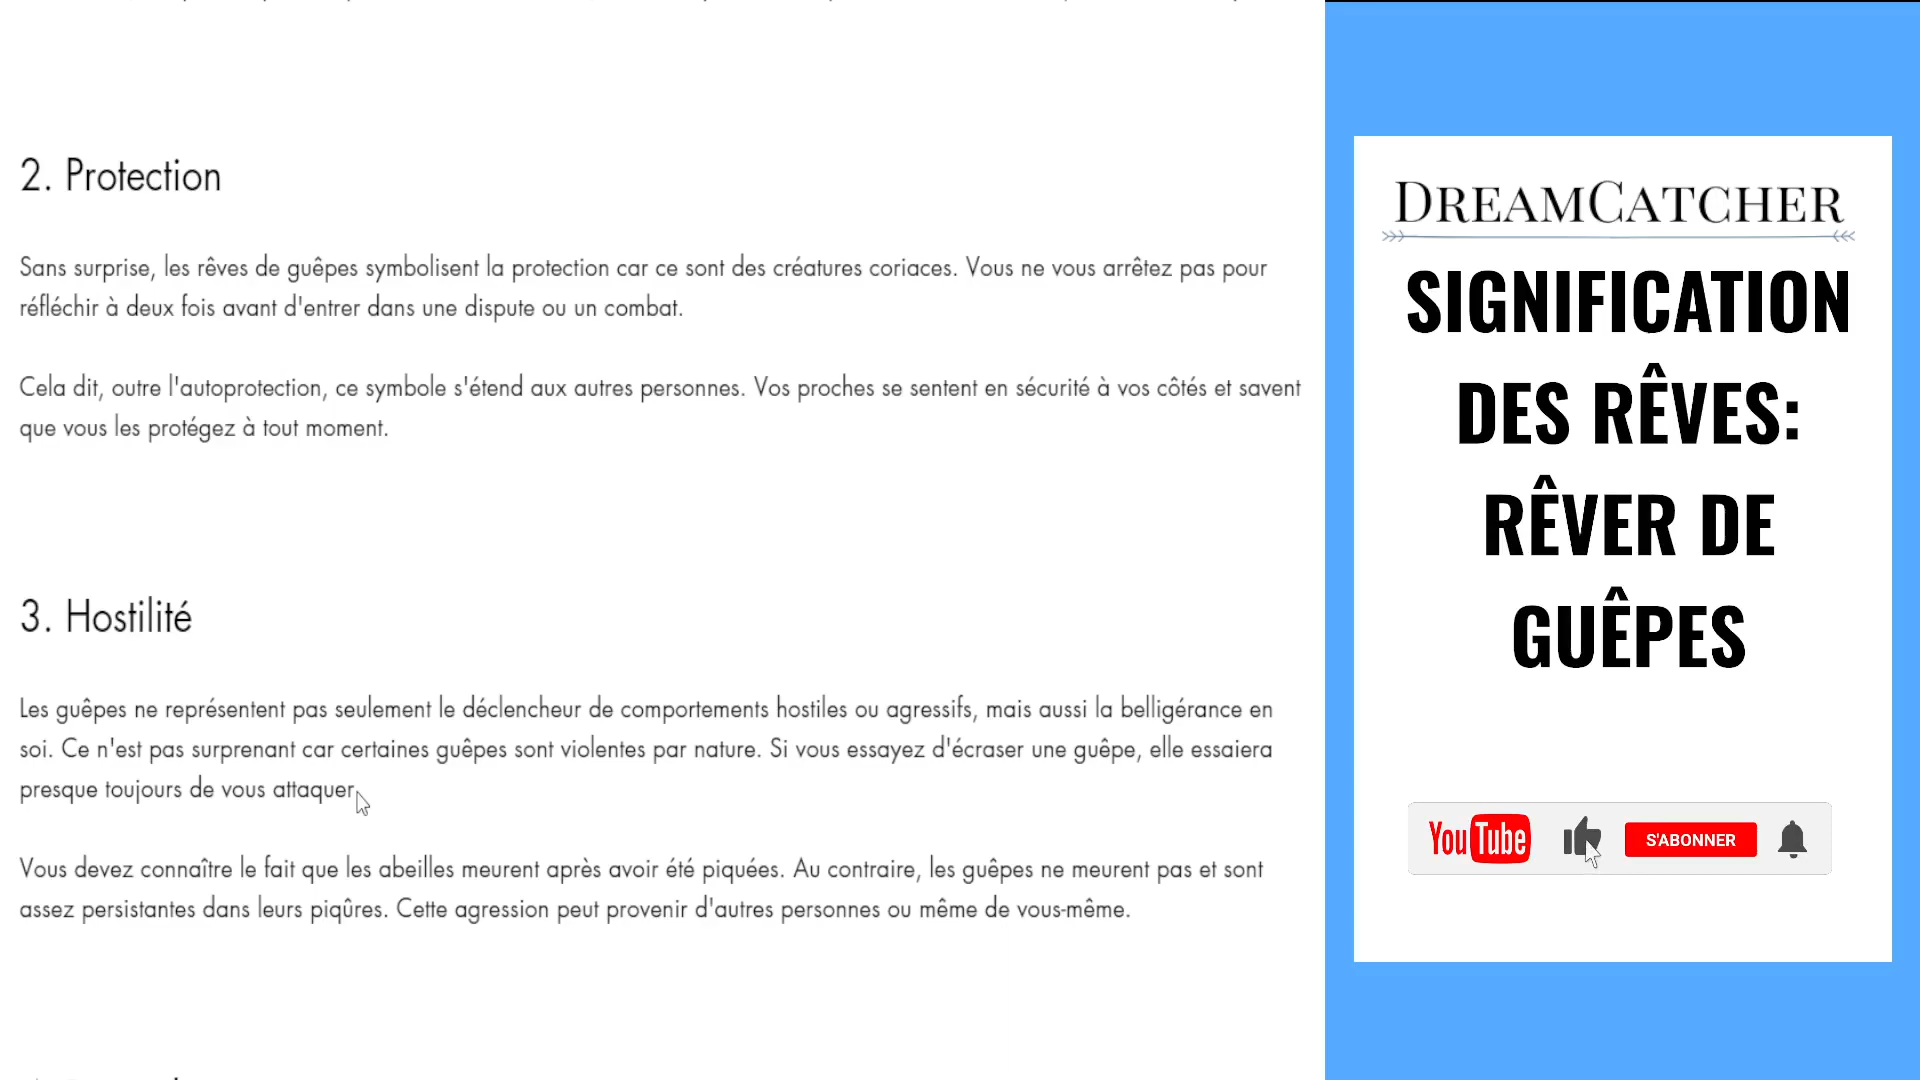 2. Protection
Sans surprise, les rêves de guêpes symbolisent la protection car ce sont des créatures coriaces. Vous ne vous arrêtez pas pour
réfléchir à deux fois avant d'entrer dans une dispute ou un combat.
Cela dit, outre l'autoprotection, ce symbole s'étend aux autres personnes. Vos proches se sentent en sécurité à vos côtés et savent
que vous les protégez à tout moment.
3. Hostilité
Les guêpes ne représentent pas seulement le déclencheur de comportements hostiles ou agressifs, mais aussi la belligérance en
soi. Ce n'est pas surprenant car certaines guêpes sont violentes par nature. Si vous essayez d'écraser une guêpe, elle essaiera
presque toujours de vous attaquer.
Vous devez connaître le fait que les abeilles meurent après avoir été piquées. Au contraire, les guêpes ne meurent pas et sont
assez persistantes dans leurs piqûres. Cette agression peut provenir d'autres personnes ou même de vous-même.
DREAMCATCHER
SIGNIFICATION
DES RÊVES:
RÊVER DE
GUÊPES
YouTube
S'ABONNER